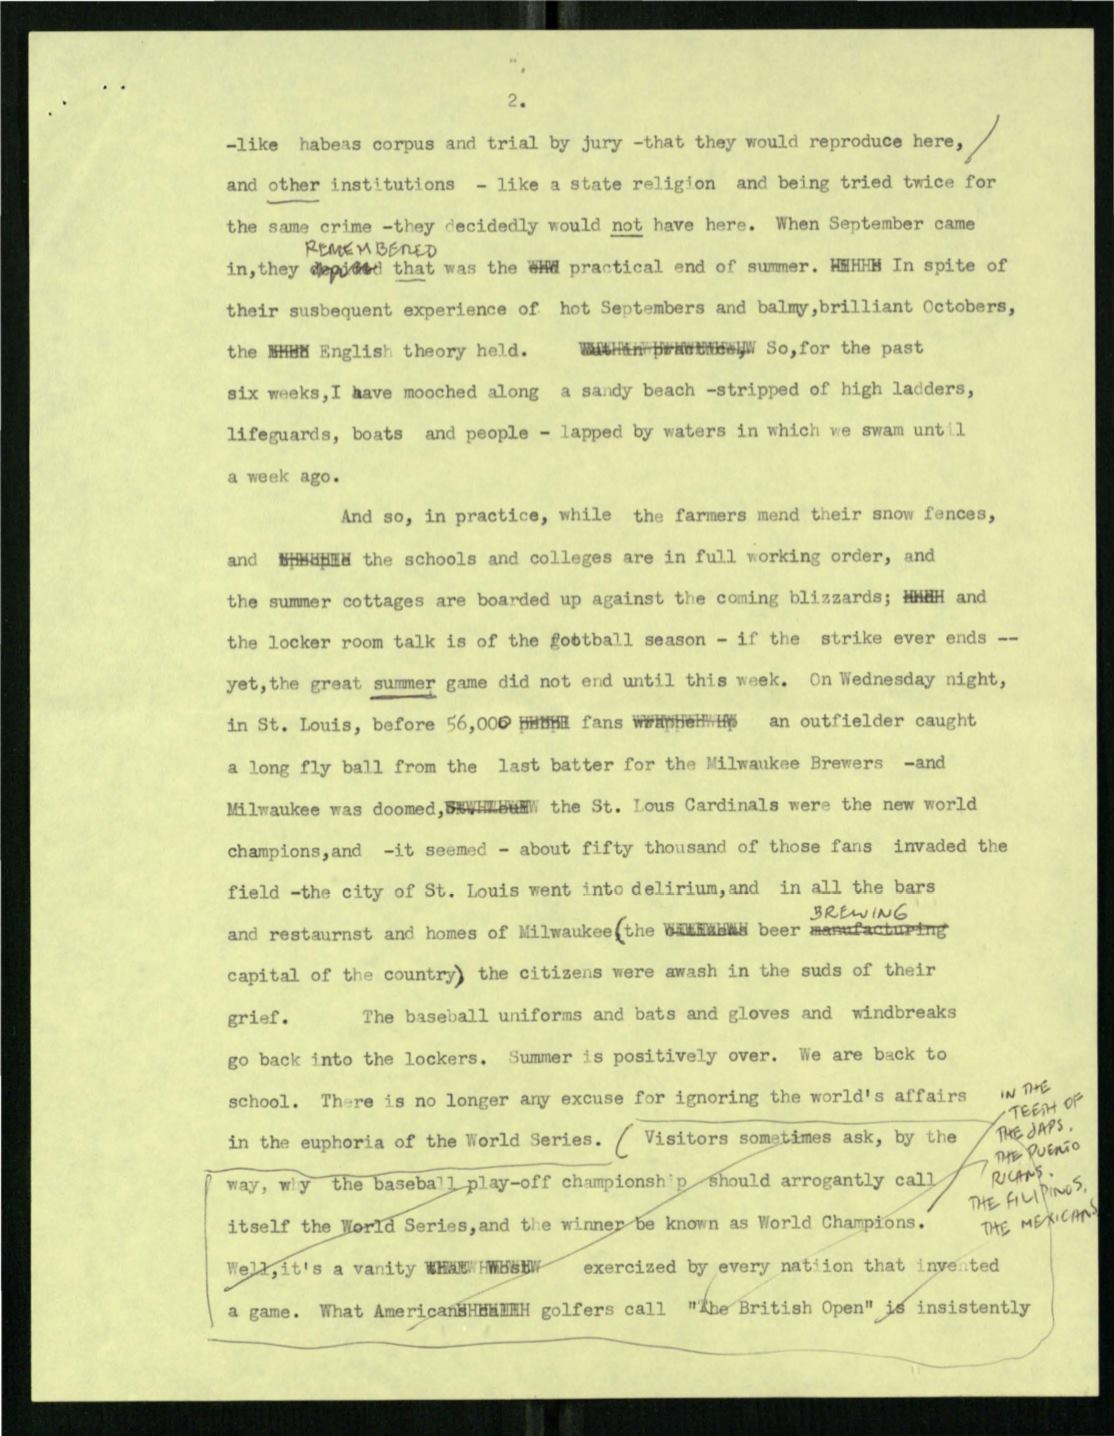 2.
-like habeas corpus and trial by jury -that they would reproduce here,
and other institutions - like a state religion and being tried twice for
the same crime -they decidedly would not have here. When September came
REMEMBERED
in,they that was the practical end of summer. In spite of
their susbequent experience of hot Septembers and balmy,brilliant Octobers,
the English theory held. But in practice, So,for the past
six weeks,I have mooched along a sandy beach -stripped of high ladders,
lifeguards, boats and people - lapped by waters in which we swam until
a week ago.
And so, in practice, while the farmers mend their snow fences,
and the schools and colleges are in full working order, and
the summer cottages are boarded up against the coming blizzards; and
the locker room talk is of the football season - if the strike ever ends --
yet,the great summer game did not end until this week. On Wednesday night,
in St. Louis, before 56,000 fans an outfielder caught
a long fly ball from the last batter for the Milwaukee Brewers -and
Milwaukee was doomed, the St. Lous Cardinals were the new world
champions,and -it seemed - about fifty thousand of those fans invaded the
field -the city of St. Louis went into delirium,and in all the bars
BREWING
and restaurnst and homes of Milwaukee(the beer manufacturing
capital of the country) the citizens were awash in the suds of their
grief. The baseball uniforms and bats and gloves and windbreaks
go back into the lockers. Summer is positively over. We are back to
school. There is no longer any excuse for ignoring the world's affairs
in the euphoria of the World Series. ( Visitors sometimes ask, by the
way, why the baseball play-off championship should arrogantly call
itself the World Series,and the winner be known as World Champions.
Well,it's a vanity exercized by every natiion that invented
a game. What American golfers call "The British Open" is insistently
IN THE
TEETH OF
THE JAPS.
THE PUERTO
RICANS.
THE FILIPINOS.
THE MEXICANS